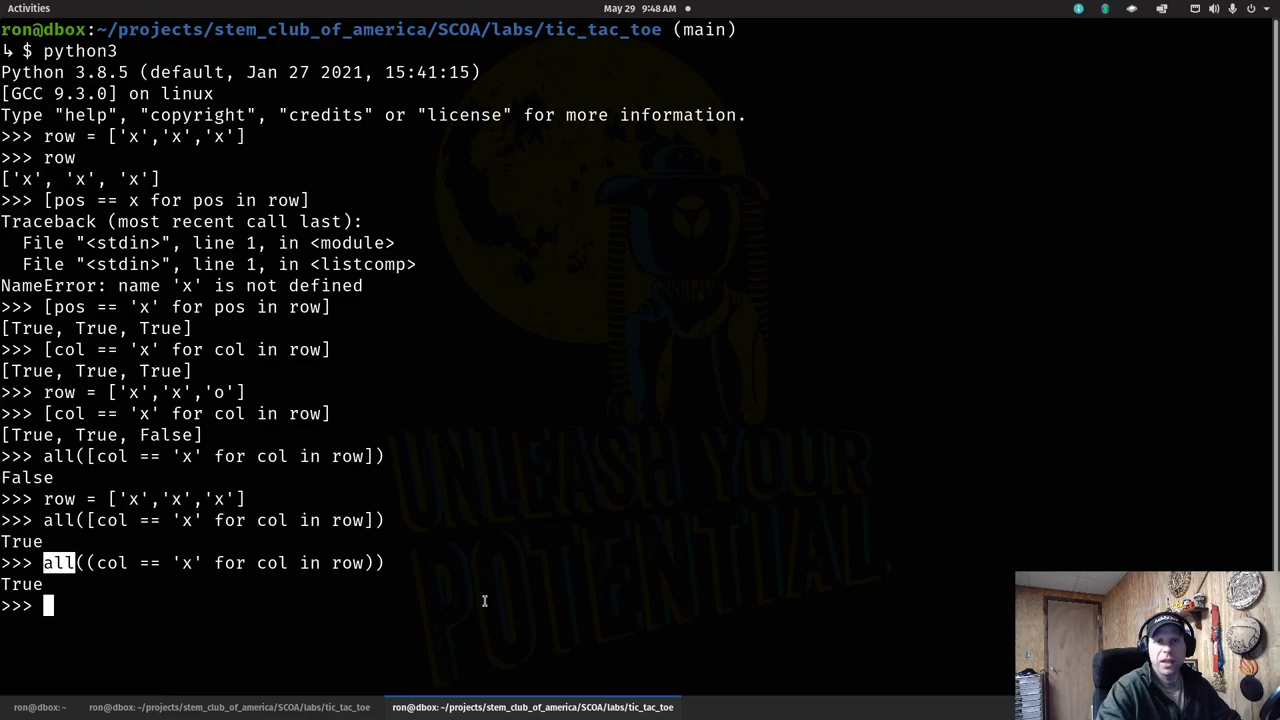 Activities
May 29 9:48 AM
ron@dbox:~/projects/stem_club_of_america/SCOA/labs/tic_tac_toe (main)
↳ $ python3
Python 3.8.5 (default, Jan 27 2021, 15:41:15)
[GCC 9.3.0] on linux
Type "help", "copyright", "credits" or "license" for more information.
>>> row = ['x','x','x']
>>> row
['x', 'x', 'x']
>>> [pos == x for pos in row]
Traceback (most recent call last):
  File "<stdin>", line 1, in <module>
  File "<stdin>", line 1, in <listcomp>
NameError: name 'x' is not defined
>>> [pos == 'x' for pos in row]
[True, True, True]
>>> [col == 'x' for col in row]
[True, True, True]
>>> row = ['x','x','o']
>>> [col == 'x' for col in row]
[True, True, False]
>>> all([col == 'x' for col in row])
False
>>> row = ['x','x','x']
>>> all([col == 'x' for col in row])
True
>>> all((col == 'x' for col in row))
True
>>>
UNLEASH YOUR
POTENTIAL
ron@dbox: ~
ron@dbox: ~/projects/stem_club_of_america/SCOA/labs/tic_tac_toe
ron@dbox: ~/projects/stem_club_of_america/SCOA/labs/tic_tac_toe